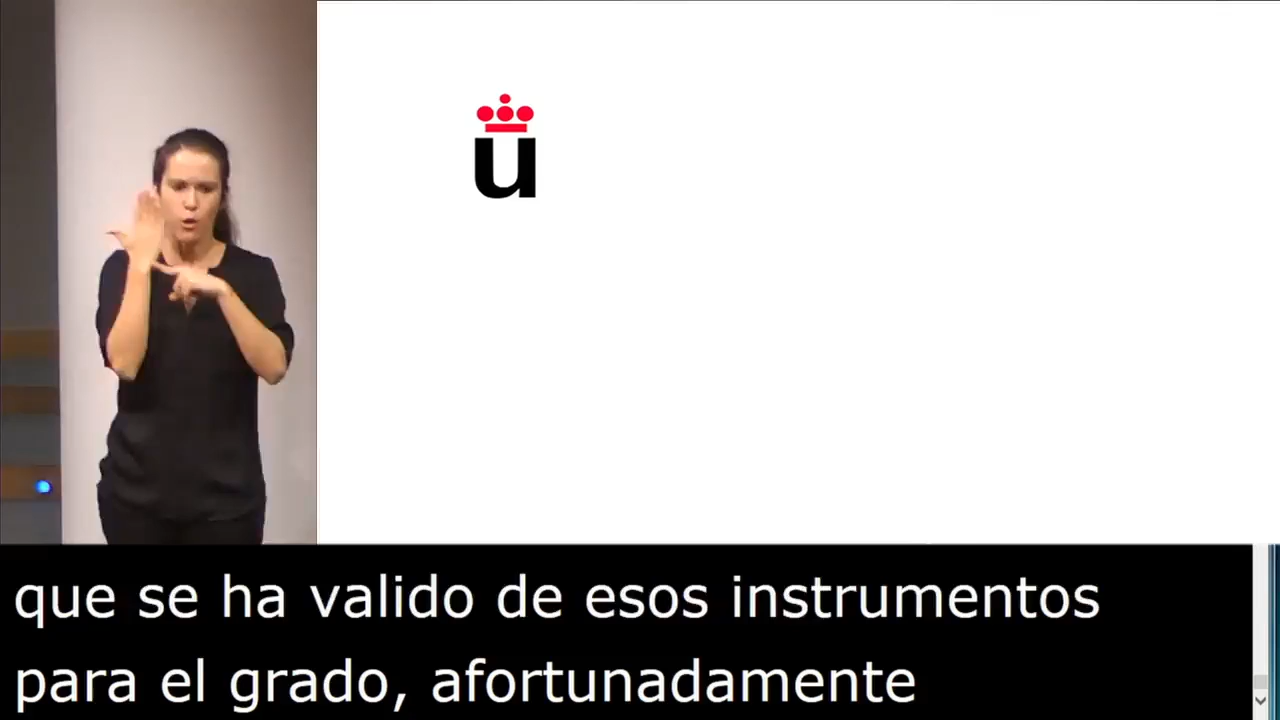 u
que se ha valido de esos instrumentos
para el grado, afortunadamente